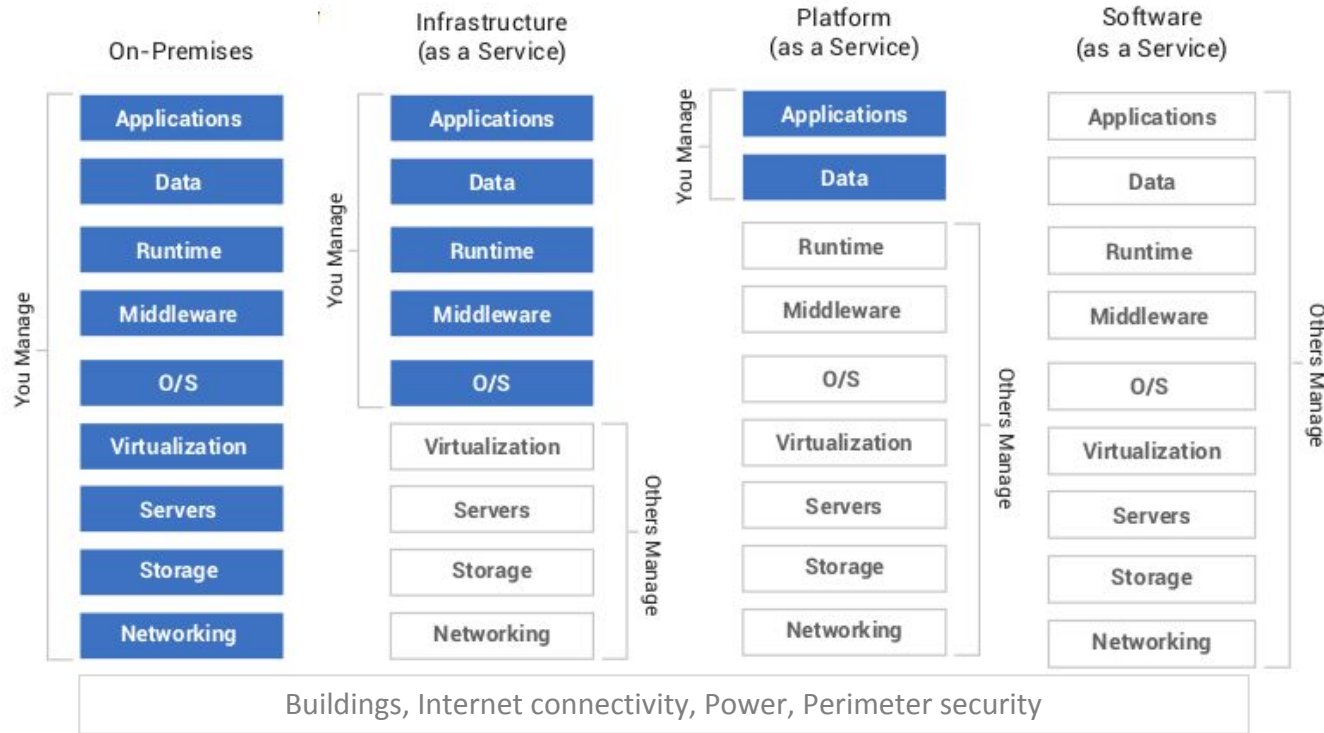 On-Premises
You Manage
Applications
Data
Runtime
Middleware
O/S
Virtualization
Servers
Storage
Networking
Infrastructure
(as a Service)
You Manage
Applications
Data
Runtime
Middleware
O/S
Virtualization
Servers
Storage
Networking
Others Manage
Platform
(as a Service)
You Manage
Applications
Data
Runtime
Middleware
O/S
Virtualization
Servers
Storage
Networking
Others Manage
Software
(as a Service)
Applications
Data
Runtime
Middleware
O/S
Virtualization
Servers
Storage
Networking
Others Manage
Buildings, Internet connectivity, Power, Perimeter security